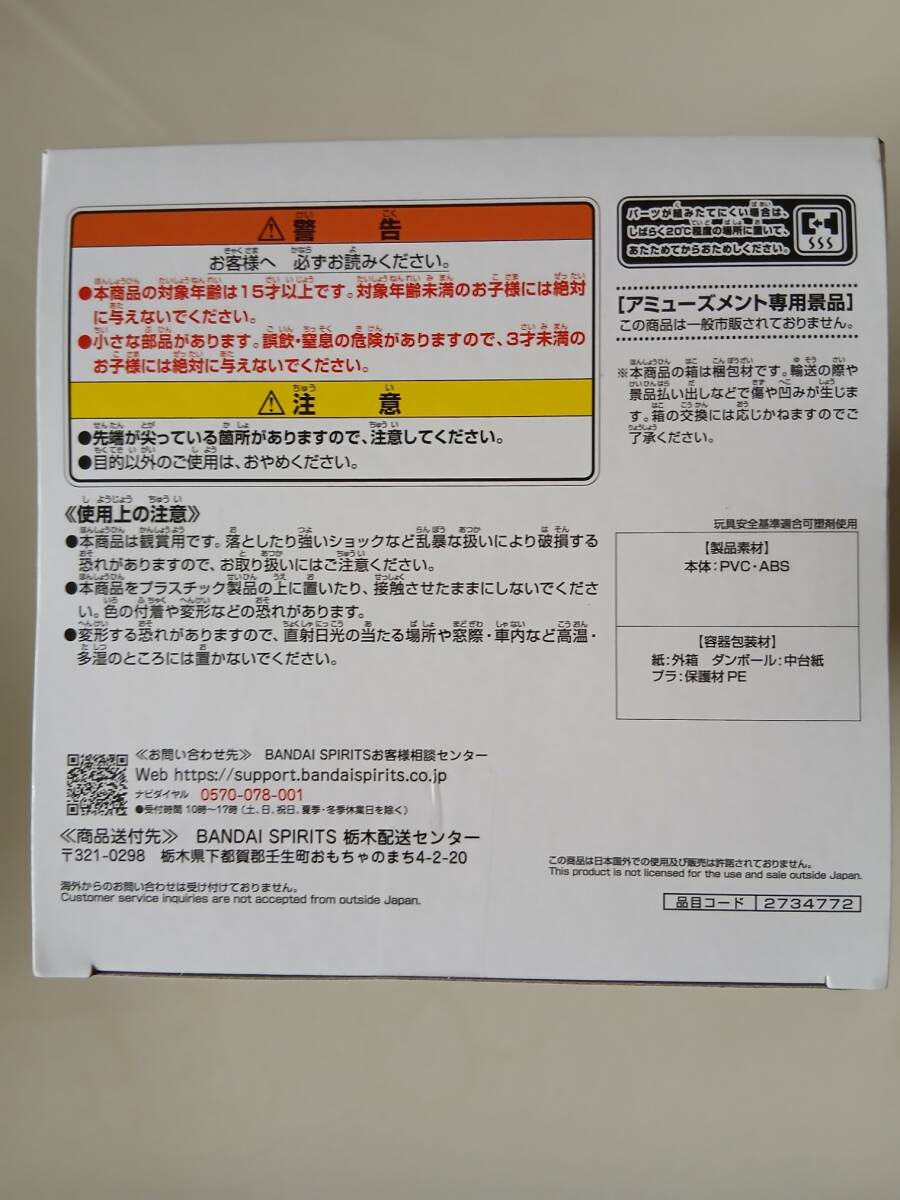 ⚠警告
お客様へ 必ずお読みください。
●本商品の対象年齢は15才以上です。対象年齢未満のお子様には絶対
に与えないでください。
●小さな部品があります。誤飲・窒息の危険がありますので、3才未満の
お子様には絶対に与えないでください。
⚠注意
●先端が尖っている箇所がありますので、注意してください。
●目的以外のご使用は、おやめください。
《使用上の注意》
●本商品は観賞用です。落としたり強いショックなど乱暴な扱いにより破損する
恐れがありますので、お取り扱いにはご注意ください。
●本商品をプラスチック製品の上に置いたり、接触させたままにしないでくださ
い。色の付着や変形などの恐れがあります。
●変形する恐れがありますので、直射日光の当たる場所や窓際・車内など高温・
多湿のところには置かないでください。
パーツが組みたてにくい場合は、
しばらく20℃程度の場所に置いて、
あたためてからおためしください。
[アミューズメント専用景品]
この商品は一般市販されておりません。
※本商品の箱は梱包材です。輸送の際や
景品払い出しなどで傷や凹みが生じま
す。箱の交換には応じかねますのでご
了承ください。
玩具安全基準適合可塑剤使用
【製品素材】
本体:PVC・ABS
【容器包装材】
紙:外箱 ダンボール:中台紙
プラ:保護材PE
≪お問い合わせ先≫ BANDAI SPIRITSお客様相談センター
Web https://support.bandaispirits.co.jp
ナビダイヤル 0570-078-001
●受付時間 10時～17時(土、日、祝日、夏季・冬季休業日を除く)
≪商品送付先≫ BANDAI SPIRITS 栃木配送センター
〒321-0298 栃木県下都賀郡壬生町おもちゃのまち4-2-20
海外からのお問い合わせは受け付けておりません。
Customer service inquiries are not accepted from outside Japan.
この商品は日本国外での使用及び販売は許諾されておりません。
This product is not licensed for the use and sale outside Japan.
品目コード 2734772